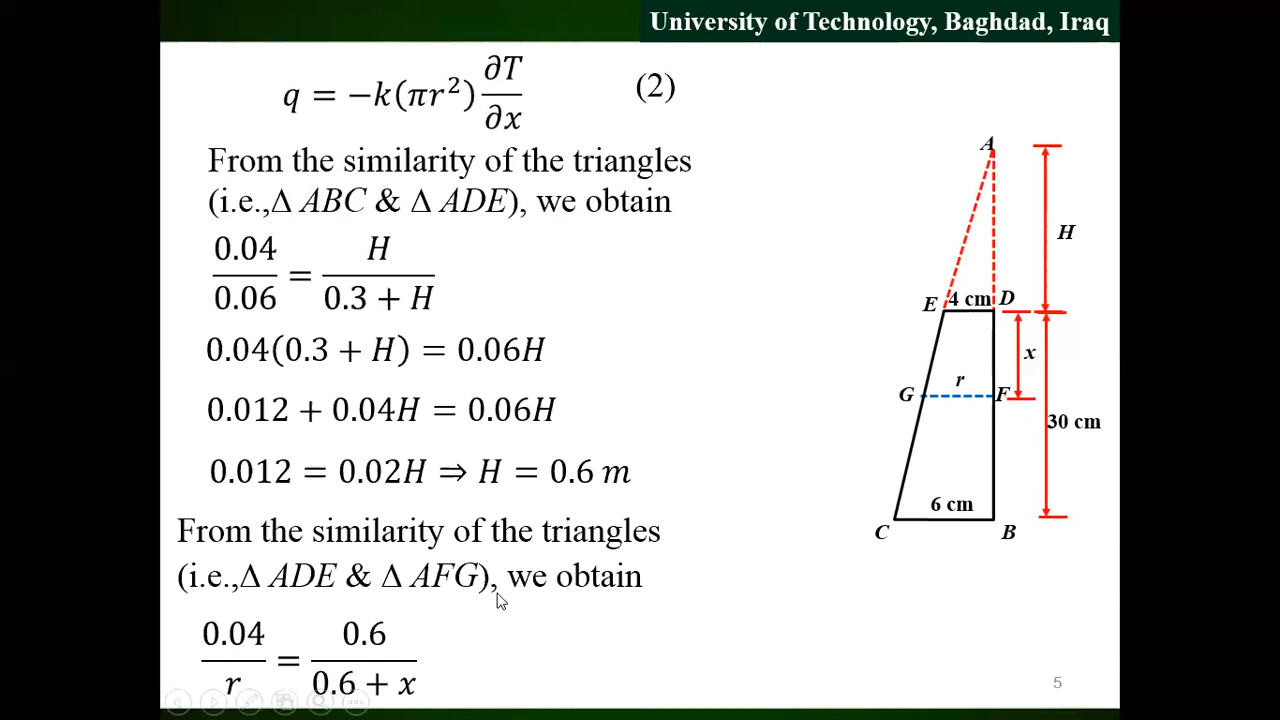 University of Technology, Baghdad, Iraq
q = −k(πr²) ∂T/∂x (2)
From the similarity of the triangles
(i.e.,Δ ABC & Δ ADE), we obtain
0.04/0.06 = H/(0.3 + H)
0.04(0.3 + H) = 0.06H
0.012 + 0.04H = 0.06H
0.012 = 0.02H ⇒ H = 0.6 m
From the similarity of the triangles
(i.e.,Δ ADE & Δ AFG), we obtain
0.04/r = 0.6/(0.6 + x)
A
H
E 4 cm D
x
r
G F
30 cm
6 cm
C B
5